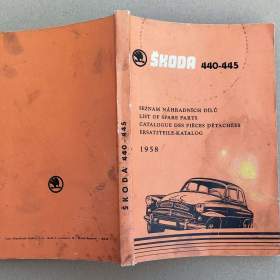 ŠKODA 440-445
SEZNAM NÁHRADNÍCH DÍLŮ
LIST OF SPARE PARTS
CATALOGUE DES PIÈCES DÉTACHÉES
ERSATZTEILE-KATALOG
1958
ŠKODA 440-445